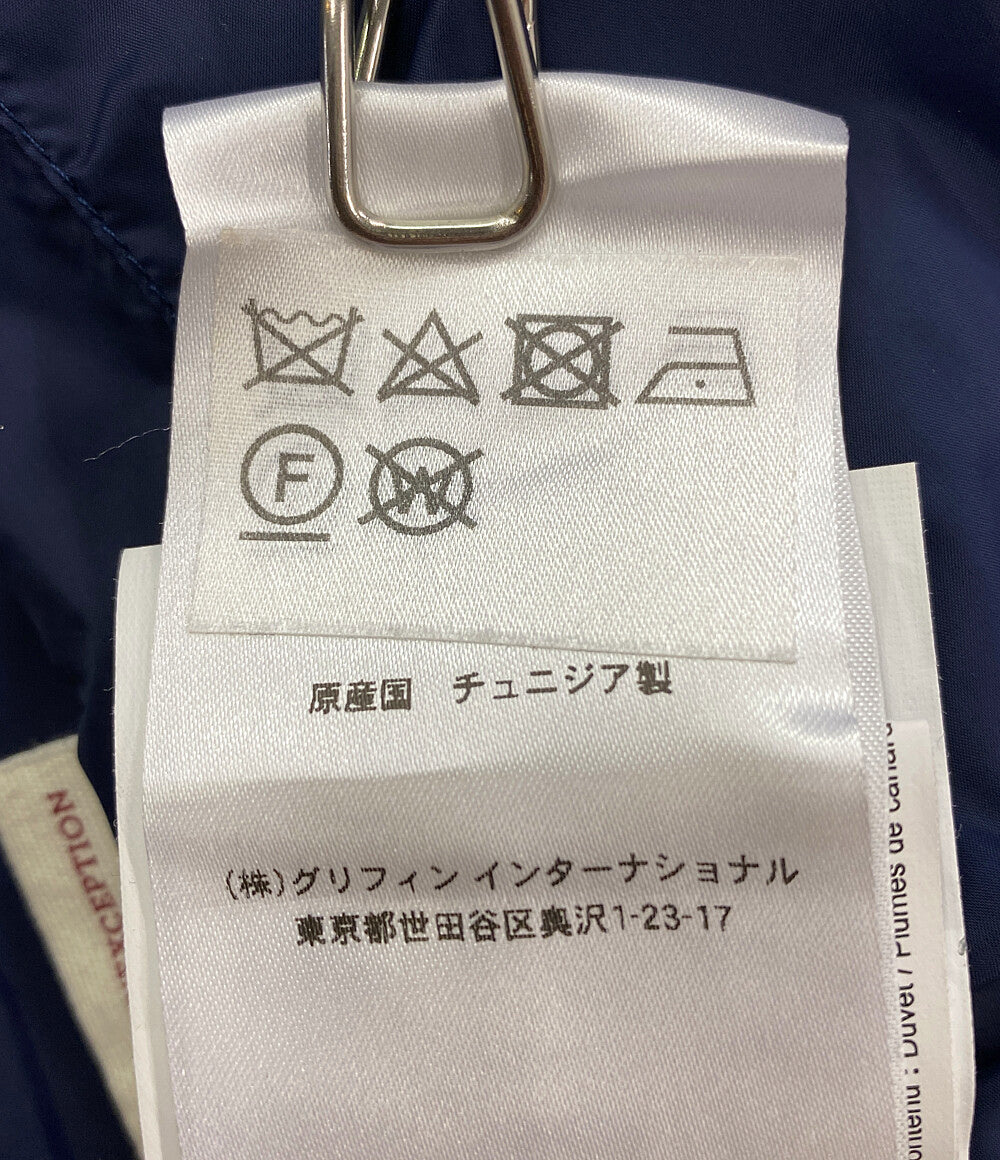 F
W
原産国 チュニジア製
(株)グリフィン インターナショナル
東京都世田谷区奥沢1-23-17
EXCEPTION
Duvet / Plumes de canard